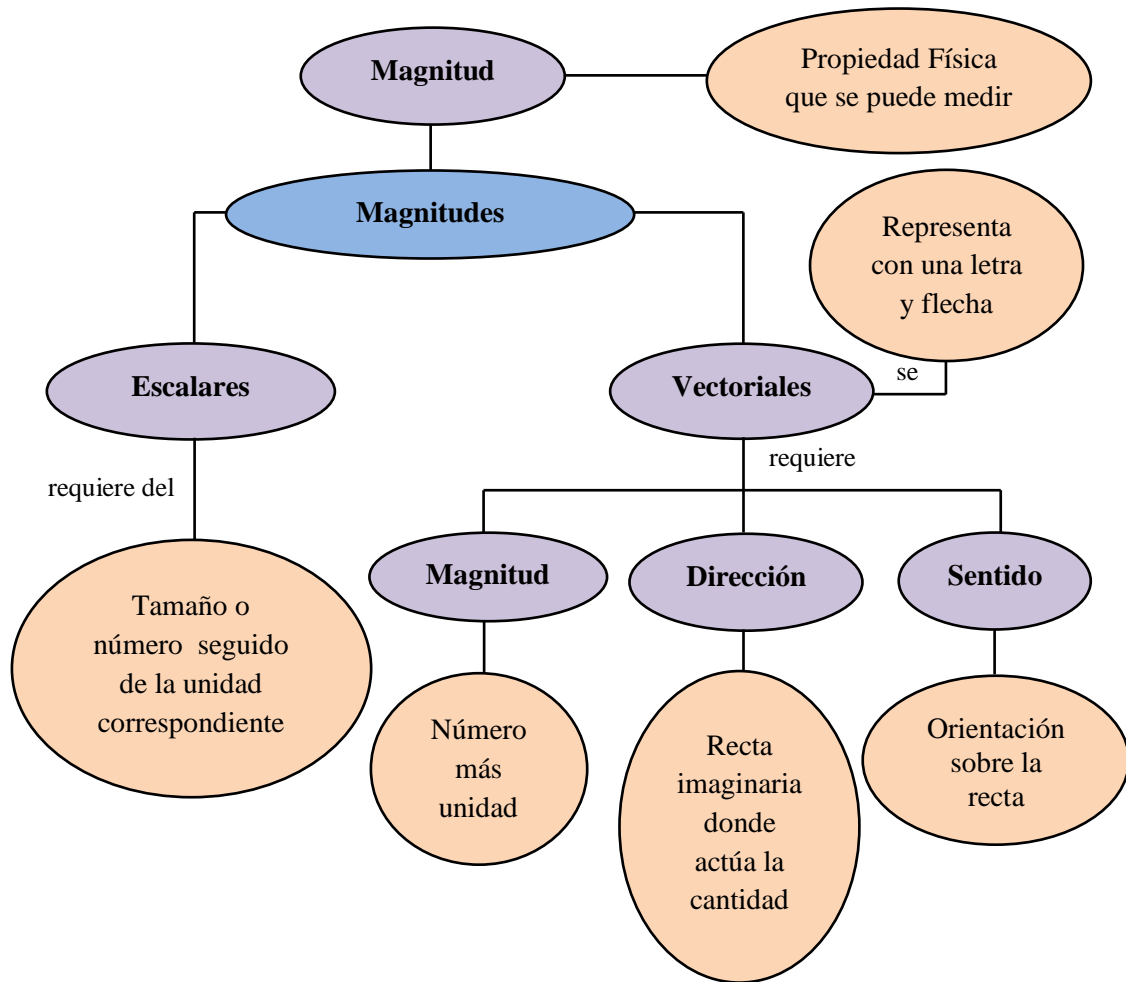 Magnitud
Propiedad Física
que se puede medir
Magnitudes
Representa
con una letra
y flecha
Escalares
Vectoriales
se
requiere del
requiere
Magnitud
Dirección
Sentido
Tamaño o
número seguido
de la unidad
correspondiente
Número
más
unidad
Recta
imaginaria
donde
actúa la
cantidad
Orientación
sobre la
recta